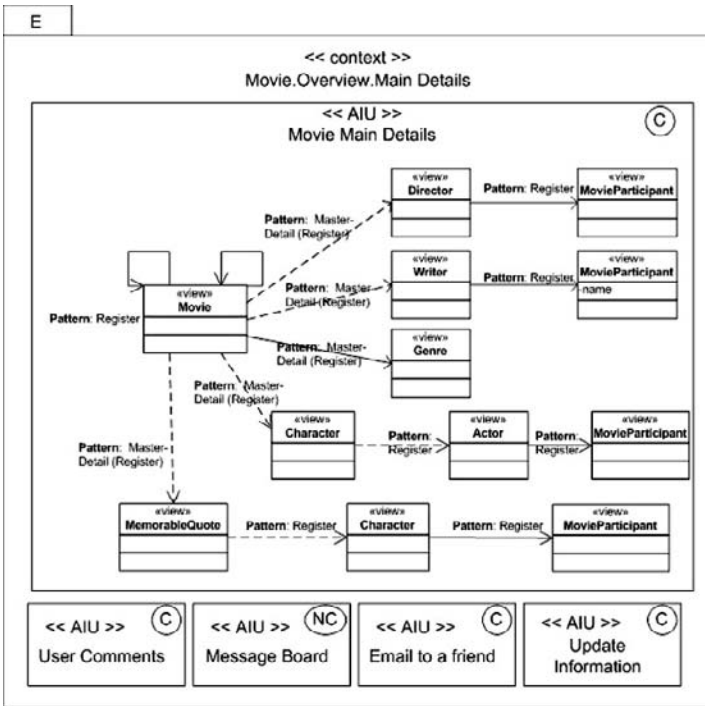 E
<< context >>
Movie.Overview.Main Details
<< AIU >>
Movie Main Details
C
«view»
Director
Pattern: Register
«view»
MovieParticipant
Pattern: Master-
Detail (Register)
«view»
Writer
Pattern: Register
«view»
MovieParticipant
-name
Pattern: Master-
Detail (Register)
«view»
Movie
Pattern: Register
«view»
Genre
Pattern: Master-
Detail (Register)
Pattern: Master-
Detail (Register)
«view»
Character
Pattern:
Register
«view»
Actor
Pattern:
Register
«view»
MovieParticipant
Pattern: Master-
Detail (Register)
«view»
MemorableQuote
Pattern: Register
«view»
Character
Pattern: Register
«view»
MovieParticipant
<< AIU >>
C
User Comments
<< AIU >>
NC
Message Board
<< AIU >>
C
Email to a friend
<< AIU >>
C
Update
Information